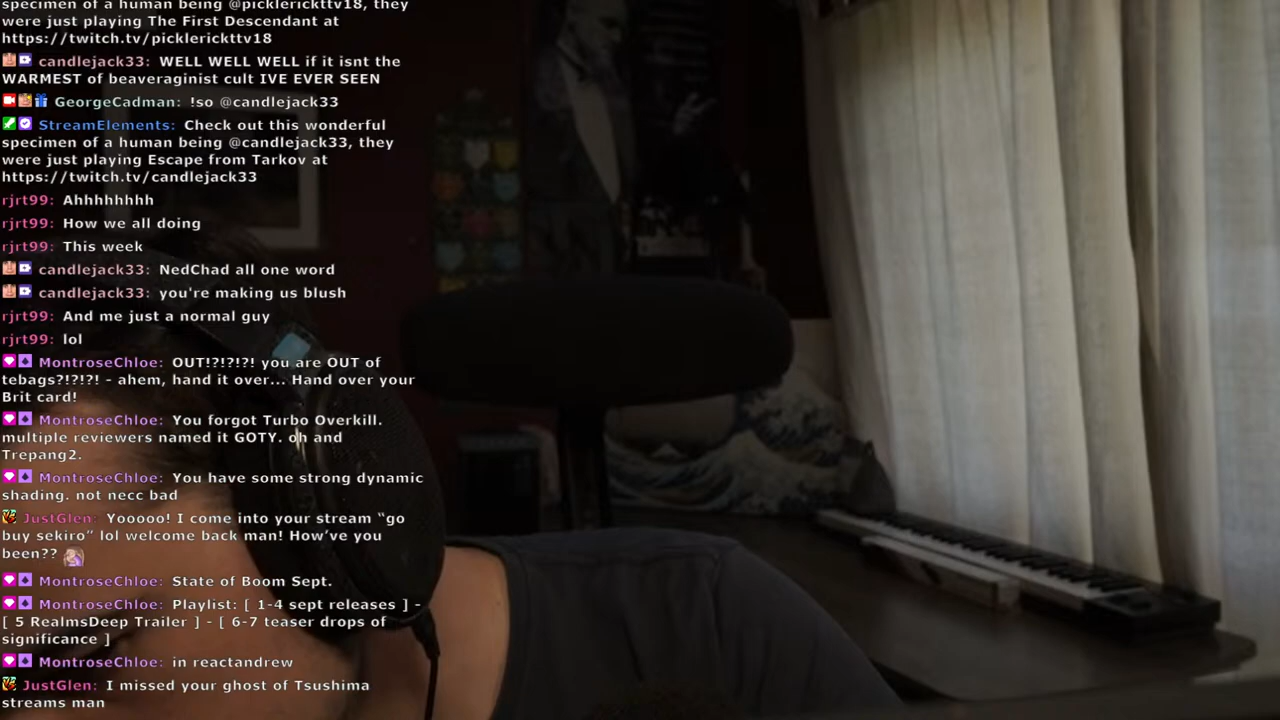 specimen of a human being @picklerickttv18, they
were just playing The First Descendant at
https://twitch.tv/picklerickttv18
candlejack33: WELL WELL WELL if it isnt the
WARMEST of beaveraginist cult IVE EVER SEEN
GeorgeCadman: !so @candlejack33
StreamElements: Check out this wonderful
specimen of a human being @candlejack33, they
were just playing Escape from Tarkov at
https://twitch.tv/candlejack33
rjrt99: Ahhhhhhhh
rjrt99: How we all doing
rjrt99: This week
candlejack33: NedChad all one word
candlejack33: you're making us blush
rjrt99: And me just a normal guy
rjrt99: lol
MontroseChloe: OUT!?!?!?! you are OUT of
tebags?!?!?! - ahem, hand it over... Hand over your
Brit card!
MontroseChloe: You forgot Turbo Overkill.
multiple reviewers named it GOTY. oh and
Trepang2.
MontroseChloe: You have some strong dynamic
shading. not necc bad
JustGlen: Yooooo! I come into your stream “go
buy sekiro” lol welcome back man! How’ve you
been??
MontroseChloe: State of Boom Sept.
MontroseChloe: Playlist: [ 1-4 sept releases ] -
[ 5 RealmsDeep Trailer ] - [ 6-7 teaser drops of
significance ]
MontroseChloe: in reactandrew
JustGlen: I missed your ghost of Tsushima
streams man